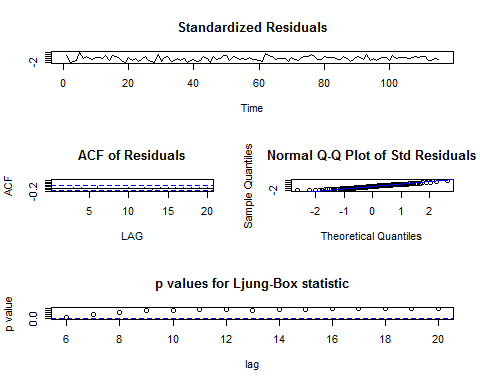 Standardized Residuals
-2
0 20 40 60 80 100
Time
ACF of Residuals
ACF
-0.2
5 10 15 20
LAG
Normal Q-Q Plot of Std Residuals
Sample Quantiles
-2
-2 -1 0 1 2
Theoretical Quantiles
p values for Ljung-Box statistic
p value
0.0
6 8 10 12 14 16 18 20
lag